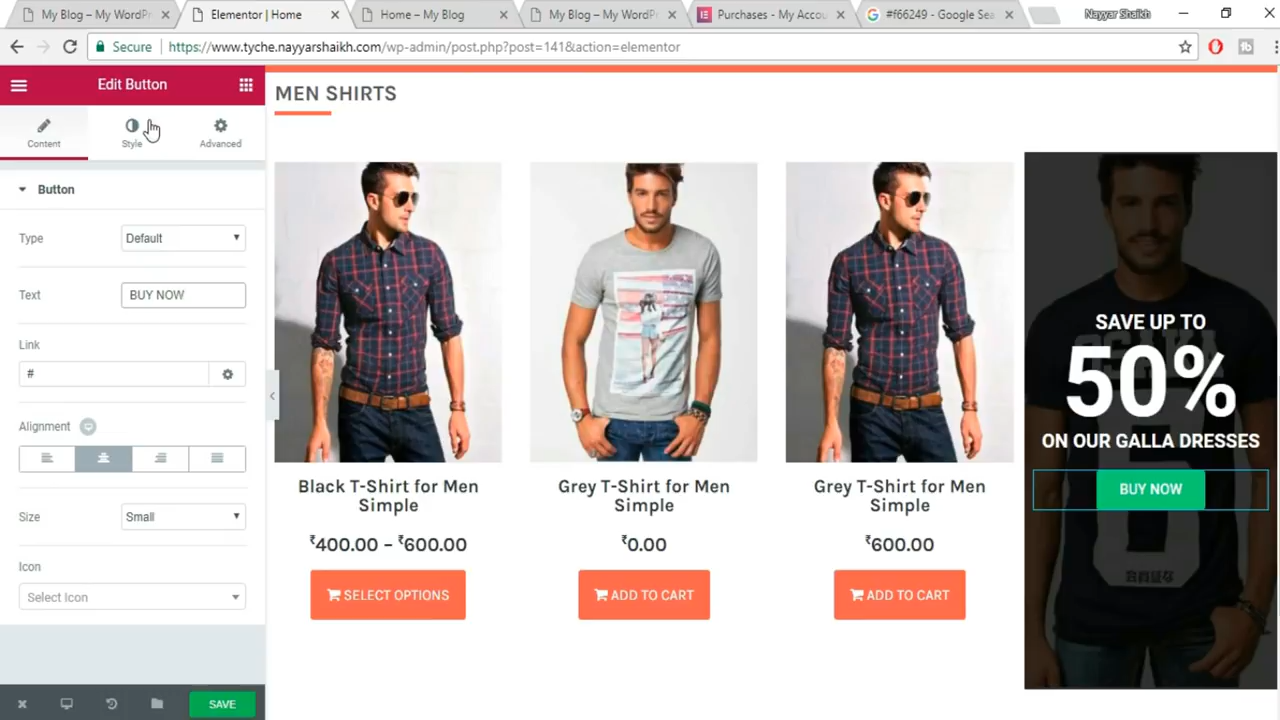 My Blog – My WordPr
Elementor | Home
Home – My Blog
My Blog – My WordPr
Purchases - My Accou
#f66249 - Google Sea
Nayyar Shaikh
Secure
https://www.tyche.nayyarshaikh.com/wp-admin/post.php?post=141&action=elementor
Edit Button
Content
Style
Advanced
Button
Type
Default
Text
BUY NOW
Link
#
Alignment
Size
Small
Icon
Select Icon
SAVE
MEN SHIRTS
Black T-Shirt for Men
Simple
₹400.00 – ₹600.00
SELECT OPTIONS
Grey T-Shirt for Men
Simple
₹0.00
ADD TO CART
Grey T-Shirt for Men
Simple
₹600.00
ADD TO CART
SAVE UP TO
50%
ON OUR GALLA DRESSES
BUY NOW